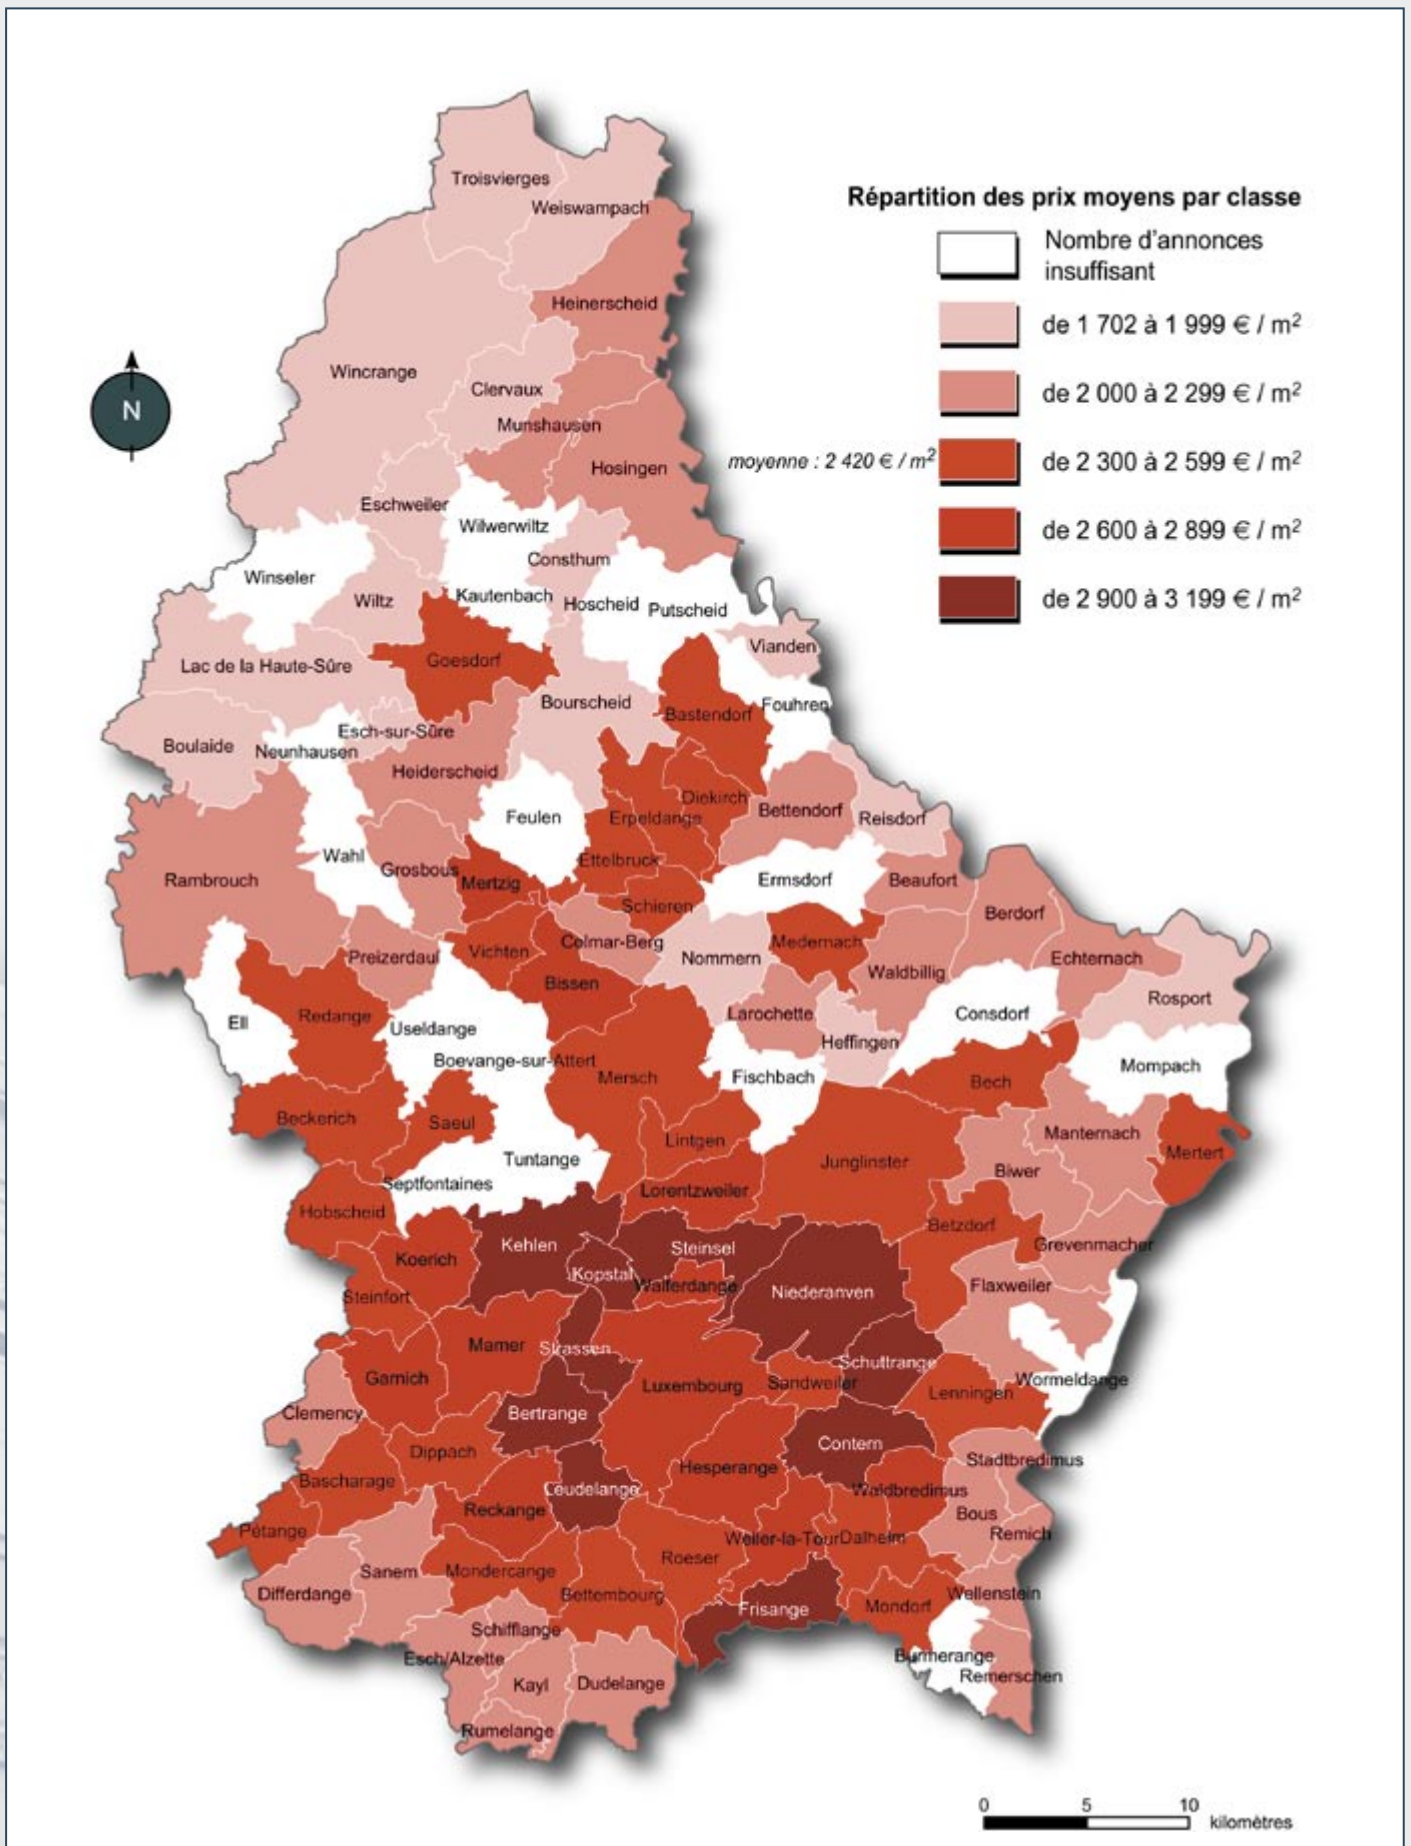 Répartition des prix moyens par classe
Nombre d'annonces
insuffisant
de 1 702 à 1 999 € / m²
de 2 000 à 2 299 € / m²
moyenne : 2 420 € / m²
de 2 300 à 2 599 € / m²
de 2 600 à 2 899 € / m²
de 2 900 à 3 199 € / m²
N
Troisvierges
Weiswampach
Heinerscheid
Wincrange
Clervaux
Munshausen
Hosingen
Eschweiler
Wilwerwiltz
Consthum
Winseler
Wiltz
Kautenbach
Hoscheid
Putscheid
Vianden
Lac de la Haute-Sûre
Goesdorf
Bourscheid
Bastendorf
Fouhren
Esch-sur-Sûre
Boulaide
Neunhausen
Heiderscheid
Diekirch
Bettendorf
Reisdorf
Feulen
Erpeldange
Wahl
Ettelbruck
Grosbous
Rambrouch
Mertzig
Ermsdorf
Beaufort
Schieren
Berdorf
Colmar-Berg
Medernach
Vichten
Preizerdaul
Nommern
Echternach
Waldbillig
Bissen
Rosport
Larochette
Consdorf
Redange
Ell
Useldange
Heffingen
Boevange-sur-Attert
Mersch
Fischbach
Mompach
Bech
Beckerich
Saeul
Lintgen
Manternach
Mertert
Tuntange
Junglinster
Biwer
Septfontaines
Lorentzweiler
Hobscheid
Betzdorf
Kehlen
Steinsel
Grevenmacher
Koerich
Kopstal
Walferdange
Niederanven
Flaxweiler
Steinfort
Mamer
Strassen
Schuttrange
Garnich
Luxembourg
Sandweiler
Wormeldange
Lenningen
Clemency
Bertrange
Contern
Dippach
Stadtbredimus
Hesperange
Bascharage
Leudelange
Waldbredimus
Reckange
Bous
Pétange
Weiler-la-Tour
Dalheim
Remich
Roeser
Sanem
Mondercange
Differdange
Bettembourg
Wellenstein
Frisange
Mondorf
Schifflange
Esch/Alzette
Burmerange
Remerschen
Kayl
Dudelange
Rumelange
0 5 10
kilomètres